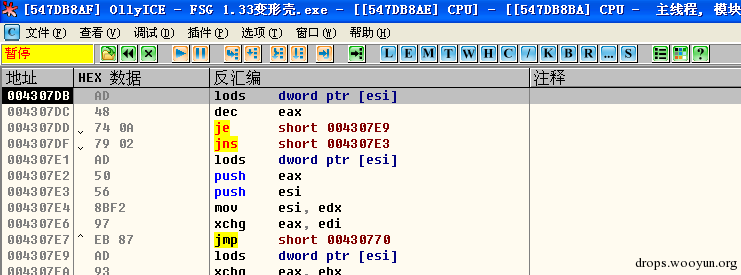 [547DB8AF] OllyICE - FSG 1.33变形壳.exe - [[547DB8AE] CPU] - [[547DB8BA] CPU - 主线程, 模块
C 文件(F) 查看(V) 调试(D) 插件(P) 选项(T) 窗口(W) 帮助(H)
暂停 L E M T W H C / K B R ... S ?
地址 HEX 数据 反汇编 注释
004307DB AD lods dword ptr [esi]
004307DC 48 dec eax
004307DD 74 0A je short 004307E9
004307DF 79 02 jns short 004307E3
004307E1 AD lods dword ptr [esi]
004307E2 50 push eax
004307E3 56 push esi
004307E4 8BF2 mov esi, edx
004307E6 97 xchg eax, edi
004307E7 ^ EB 87 jmp short 00430770
004307E9 AD lods dword ptr [esi]
004307EA 93 xchg eax, ebx
drops.wooyun.org